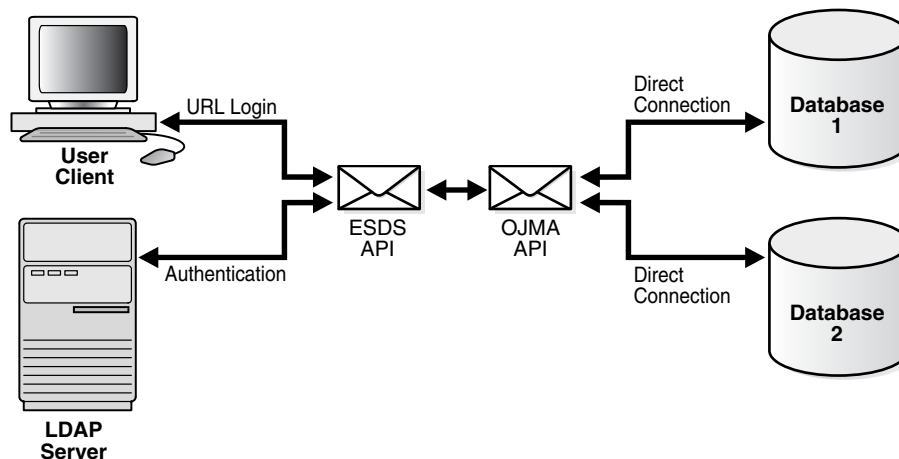 URL Login
User
Client
Authentication
LDAP
Server
ESDS
API
OJMA
API
Direct
Connection
Database
1
Direct
Connection
Database
2